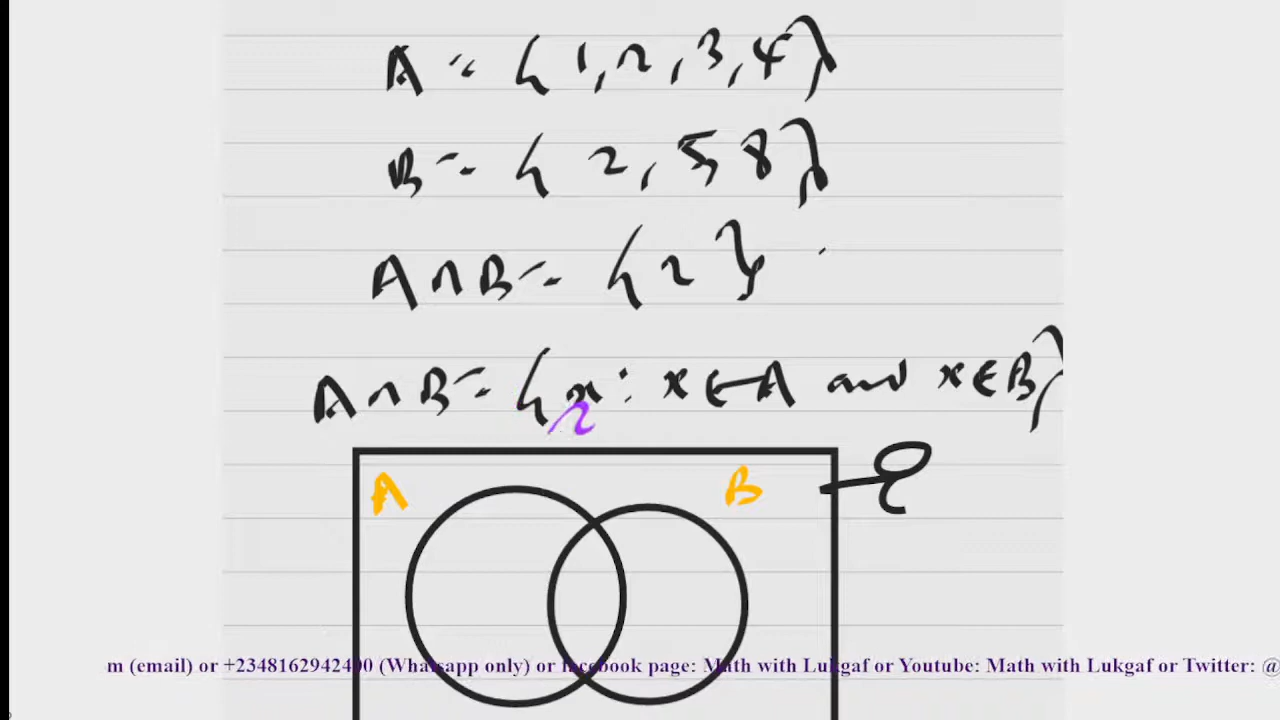 A = {1, 2, 3, 4}
B = {2, 5 8}
A∩B = {2}
A∩B = {x: x∈A and x∈B}
2
A B
m (email) or +2348162942400 (Whatsapp only) or facebook page: Math with Lukgaf or Youtube: Math with Lukgaf or Twitter: @